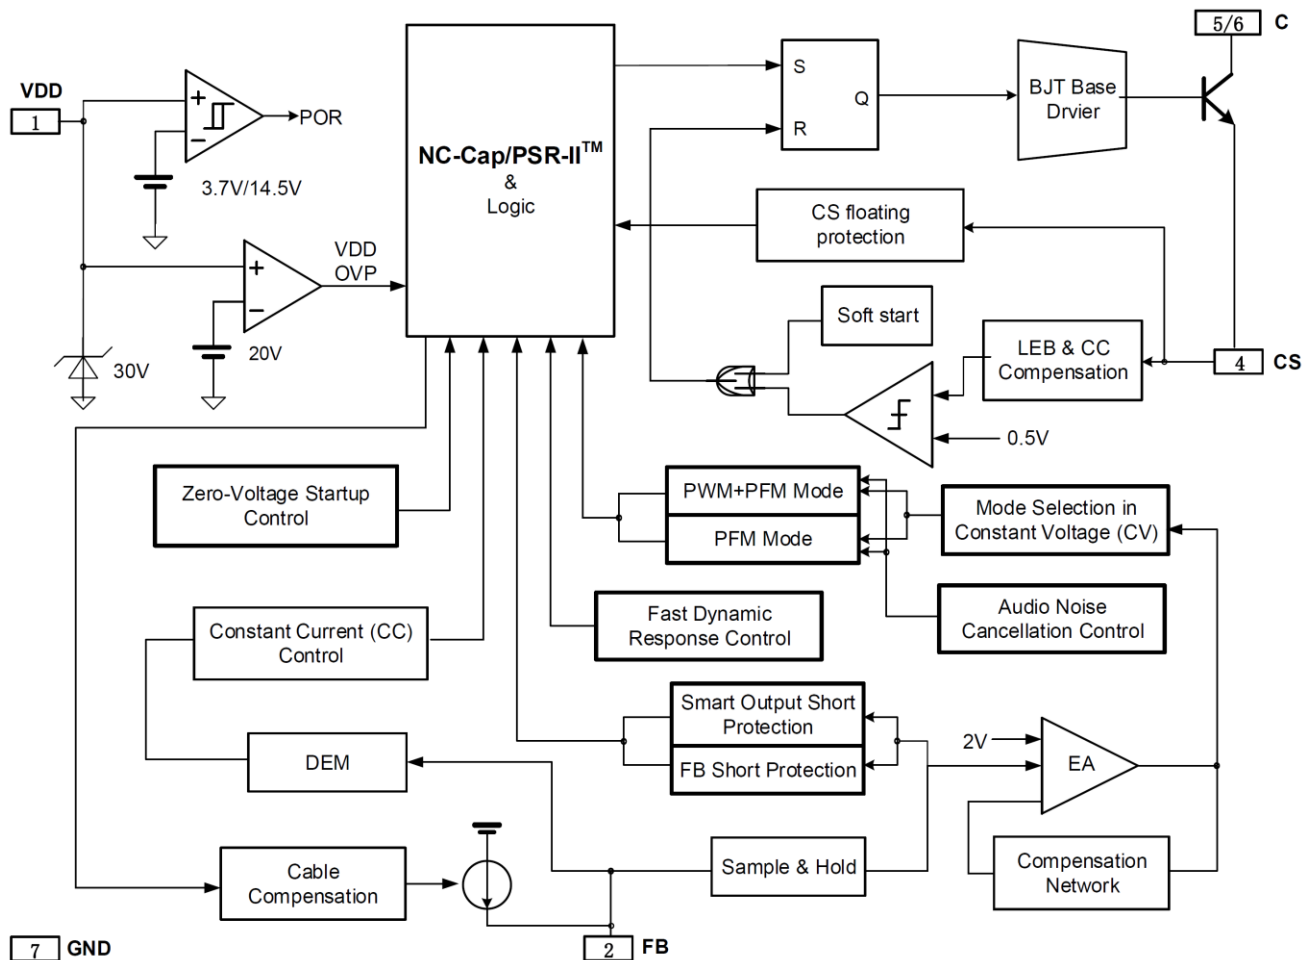 5/6 C
VDD
1
+
−
POR
3.7V/14.5V
NC-Cap/PSR-II™
&
Logic
S
R
Q
BJT Base
Drvier
CS floating
protection
VDD
OVP
+
−
20V
30V
Soft start
LEB & CC
Compensation
4 CS
0.5V
Zero-Voltage Startup
Control
PWM+PFM Mode
PFM Mode
Mode Selection in
Constant Voltage (CV)
Constant Current (CC)
Control
Fast Dynamic
Response Control
Audio Noise
Cancellation Control
Smart Output Short
Protection
FB Short Protection
DEM
2V
EA
Cable
Compensation
Sample & Hold
Compensation
Network
7 GND
2 FB